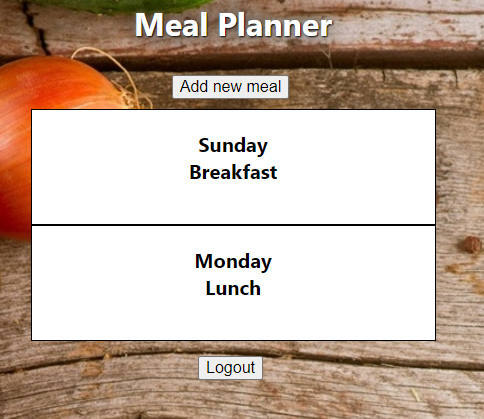 Meal Planner
Add new meal
Sunday
Breakfast
Monday
Lunch
Logout